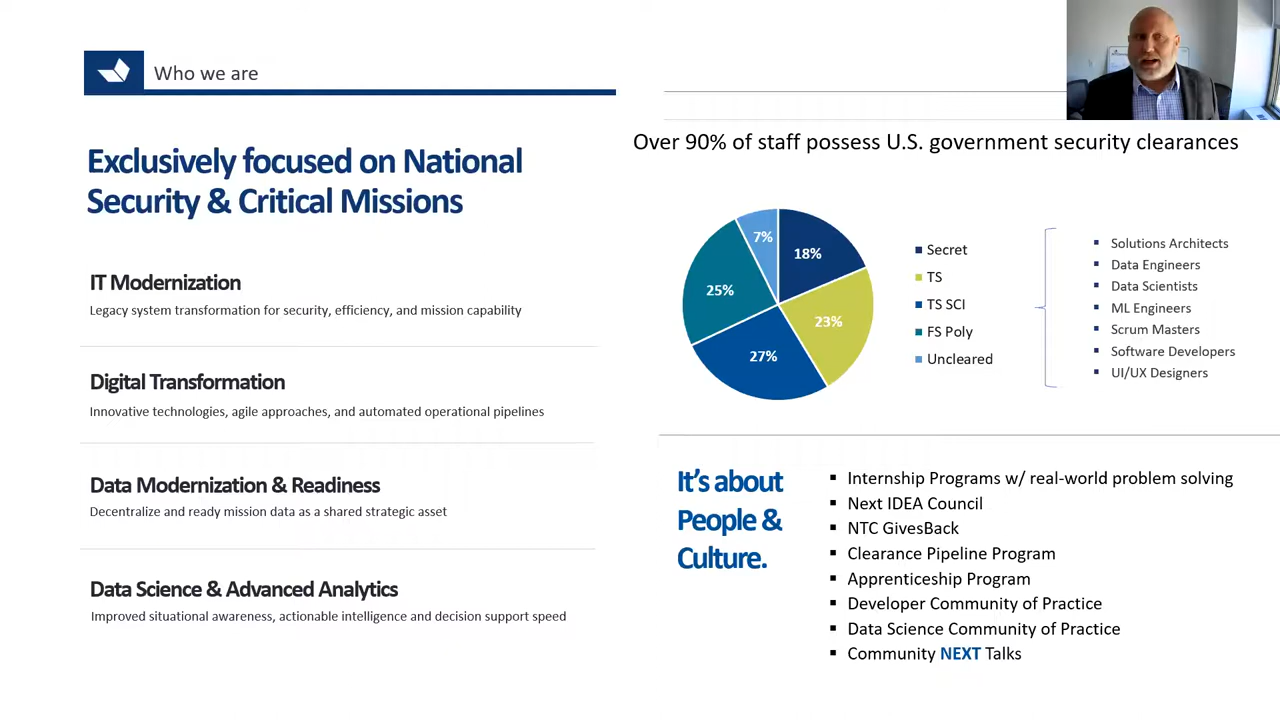 Who we are
Exclusively focused on National
Security & Critical Missions
IT Modernization
Legacy system transformation for security, efficiency, and mission capability
Digital Transformation
Innovative technologies, agile approaches, and automated operational pipelines
Data Modernization & Readiness
Decentralize and ready mission data as a shared strategic asset
Data Science & Advanced Analytics
Improved situational awareness, actionable intelligence and decision support speed
Over 90% of staff possess U.S. government security clearances
7%
18%
25%
23%
27%
Secret
TS
TS SCI
FS Poly
Uncleared
Solutions Architects
Data Engineers
Data Scientists
ML Engineers
Scrum Masters
Software Developers
UI/UX Designers
It's about
People &
Culture.
Internship Programs w/ real-world problem solving
Next IDEA Council
NTC GivesBack
Clearance Pipeline Program
Apprenticeship Program
Developer Community of Practice
Data Science Community of Practice
Community NEXT Talks